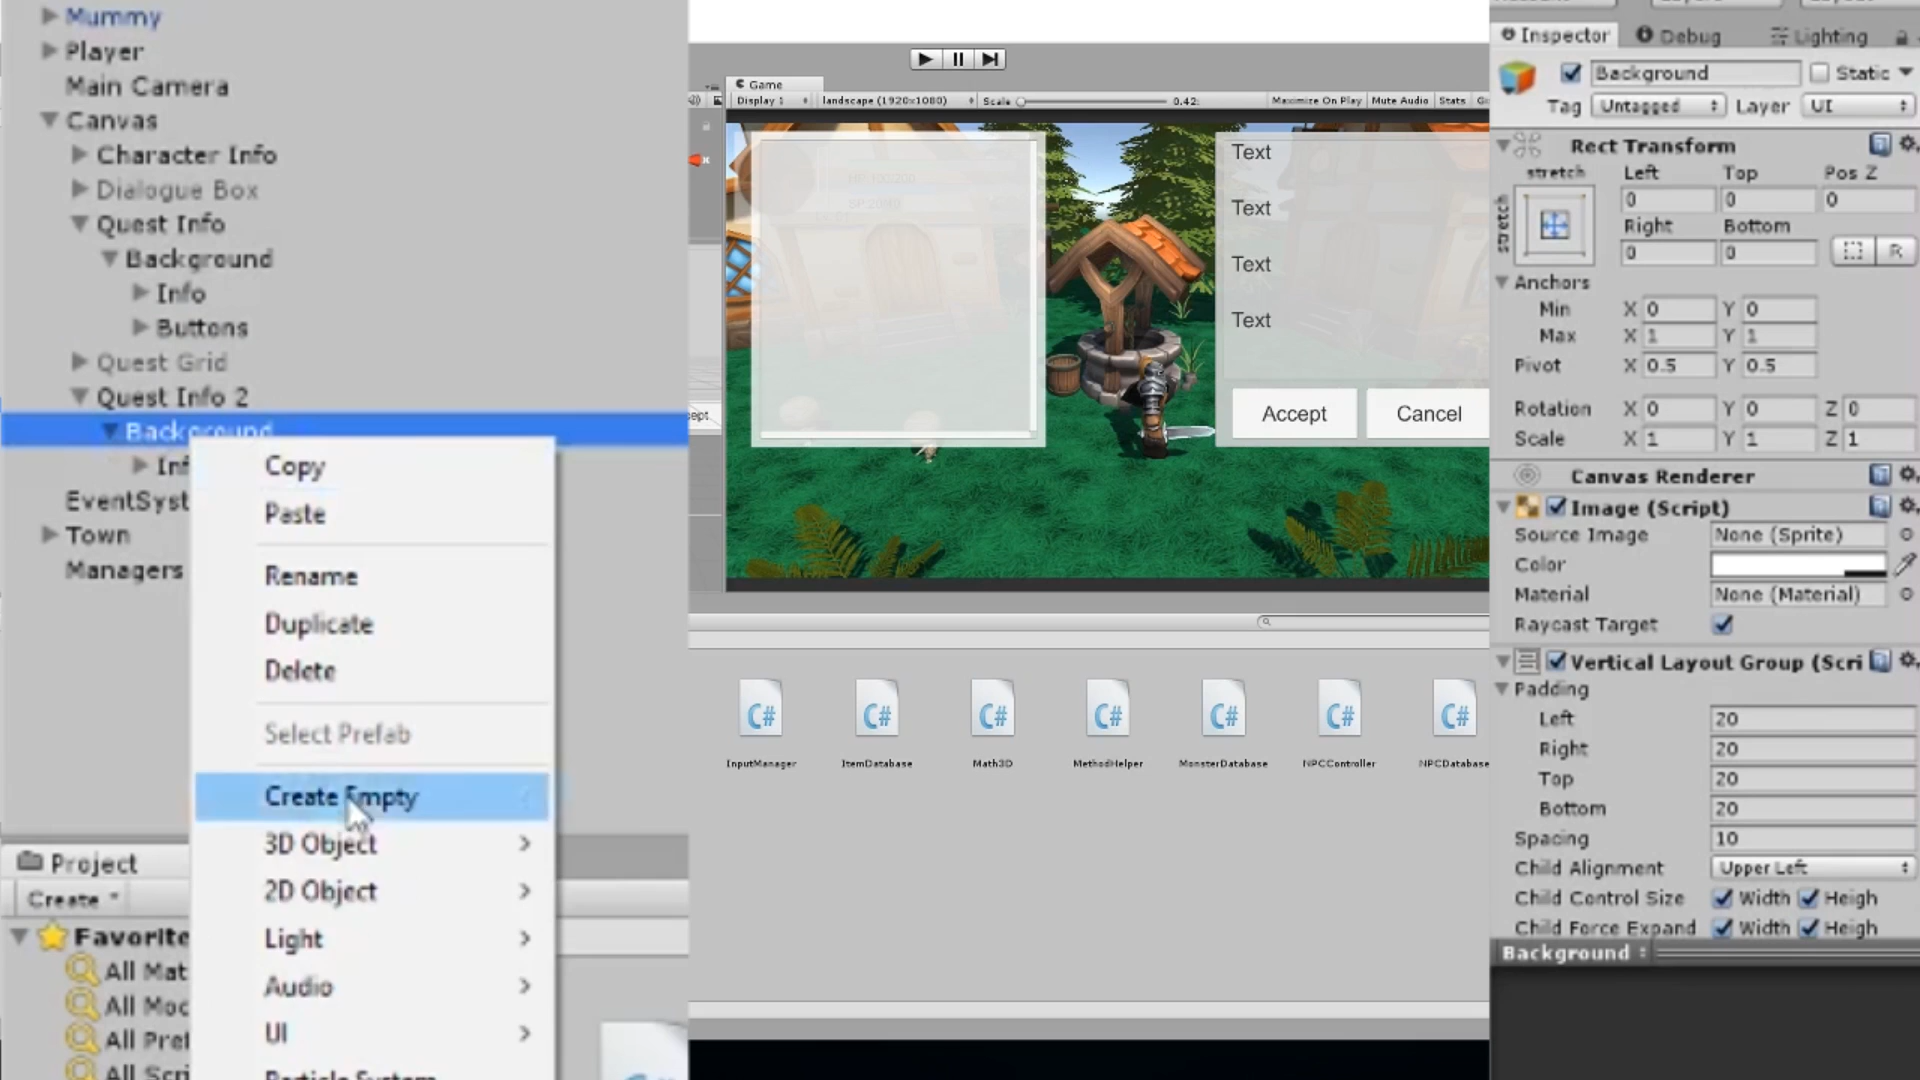 Mummy
Player
Main Camera
Canvas
Character Info
Dialogue Box
Quest Info
Background
Info
Buttons
Quest Grid
Quest Info 2
Background
EventSyst
Town
Managers
Copy
Paste
Rename
Duplicate
Delete
Select Prefab
Create Empty
3D Object
2D Object
Light
Audio
UI
Particle System
Project
Create
Favorite
All Mat
All Pref
All Scri
Game
Display 1
landscape (1920x1080)
Scale
0.42:
Maximize On Play
Mute Audio
Stats
Text
Text
Text
Text
Accept
Cancel
InputManager
ItemDatabase
Math3D
MethodHelper
MonsterDatabase
NPCController
NPCDatabase
Inspector
Debug
Lighting
Background
Static
Tag
Untagged
Layer
UI
Rect Transform
stretch
stretch
Left
Top
Pos Z
0
0
0
Right
Bottom
0
0
R
Anchors
Min
X 0
Y 0
Max
X 1
Y 1
Pivot
X 0.5
Y 0.5
Rotation
X 0
Y 0
Z 0
Scale
X 1
Y 1
Z 1
Canvas Renderer
Image (Script)
Source Image
None (Sprite)
Color
Material
None (Material)
Raycast Target
Vertical Layout Group (Scri
Padding
Left
20
Right
20
Top
20
Bottom
20
Spacing
10
Child Alignment
Upper Left
Child Control Size
Width
Heigh
Child Force Expand
Width
Heigh
Background